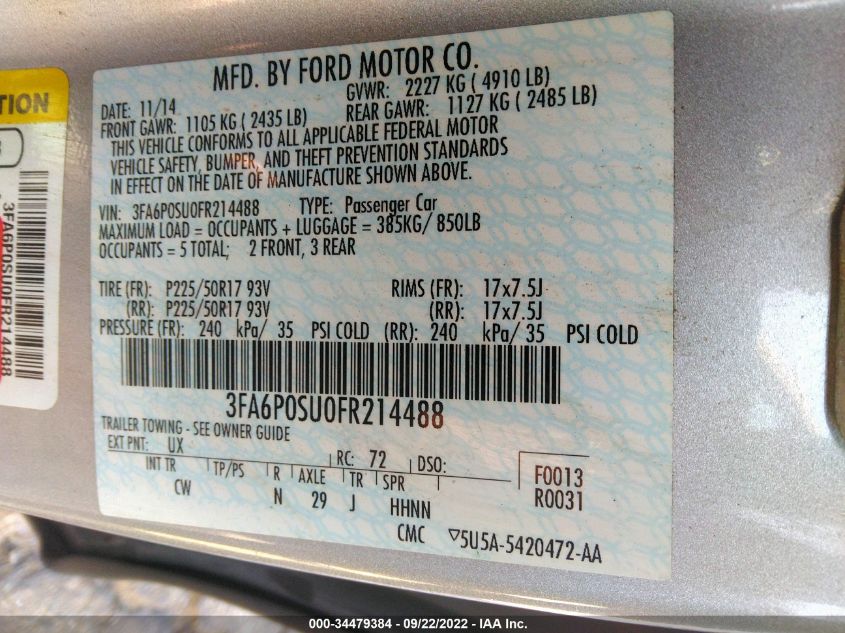 MFD. BY FORD MOTOR CO.
DATE: 11/14 GVWR: 2227 KG ( 4910 LB)
FRONT GAWR: 1105 KG ( 2435 LB) REAR GAWR: 1127 KG ( 2485 LB)
THIS VEHICLE CONFORMS TO ALL APPLICABLE FEDERAL MOTOR
VEHICLE SAFETY, BUMPER, AND THEFT PREVENTION STANDARDS
IN EFFECT ON THE DATE OF MANUFACTURE SHOWN ABOVE.
VIN: 3FA6P0SU0FR214488 TYPE: Passenger Car
MAXIMUM LOAD = OCCUPANTS + LUGGAGE = 385KG/ 850LB
OCCUPANTS = 5 TOTAL; 2 FRONT, 3 REAR
TIRE (FR): P225/50R17 93V RIMS (FR): 17x7.5J
(RR): P225/50R17 93V (RR): 17x7.5J
PRESSURE (FR): 240 kPa/ 35 PSI COLD (RR): 240 kPa/ 35 PSI COLD
3FA6P0SU0FR214488
TRAILER TOWING - SEE OWNER GUIDE
EXT PNT: UX RC: 72 DSO:
INT TR TP/PS R AXLE TR SPR F0013
CW N 29 J HHNN R0031
CMC ▽5U5A-5420472-AA
TION
3FA6P0SU0FR214488
000-34479384 - 09/22/2022 - IAA Inc.